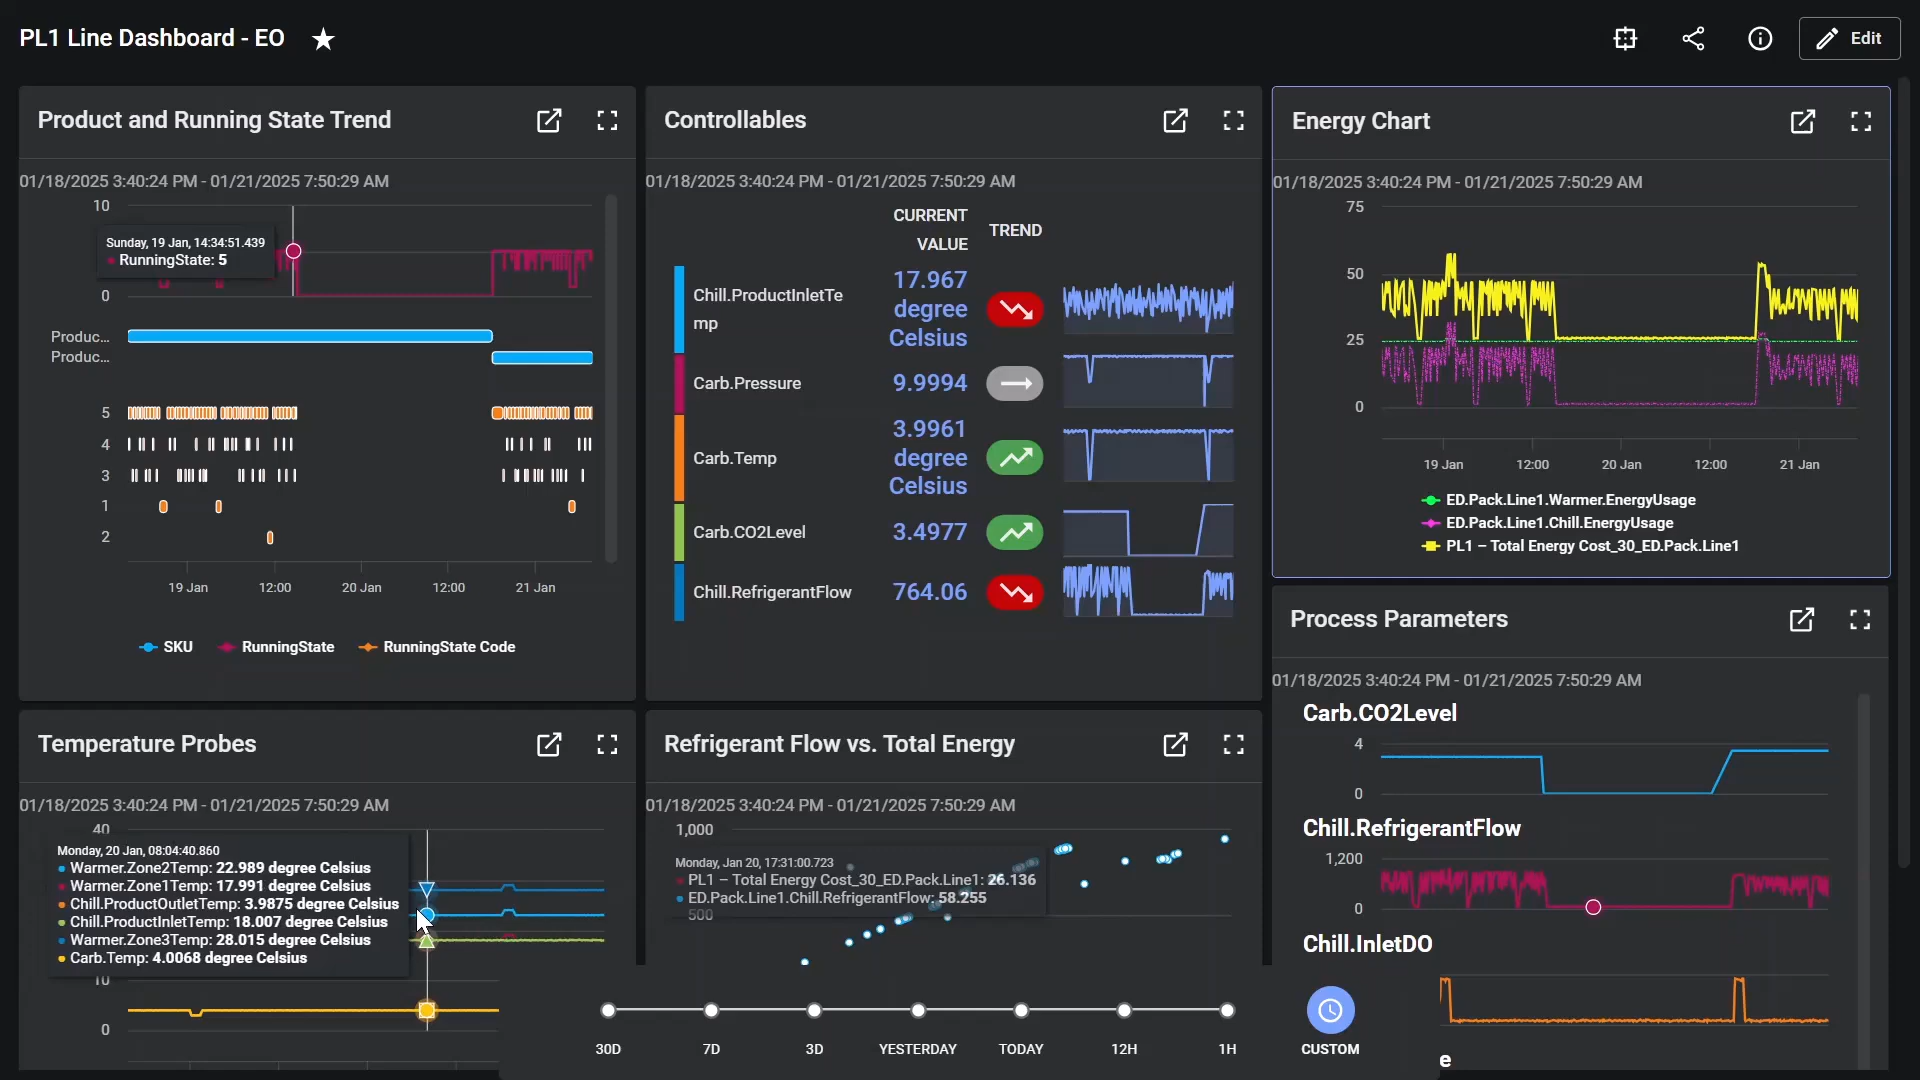 PL1 Line Dashboard - EO
Edit
Product and Running State Trend
01/18/2025 3:40:24 PM - 01/21/2025 7:50:29 AM
10
Sunday, 19 Jan, 14:34:51.439
RunningState: 5
0
Produc...
Produc...
5
4
3
1
2
19 Jan
12:00
20 Jan
12:00
21 Jan
SKU
RunningState
RunningState Code
Controllables
01/18/2025 3:40:24 PM - 01/21/2025 7:50:29 AM
CURRENT
VALUE
TREND
Chill.ProductInletTe
mp
17.967
degree
Celsius
Carb.Pressure
9.9994
Carb.Temp
3.9961
degree
Celsius
Carb.CO2Level
3.4977
Chill.RefrigerantFlow
764.06
Energy Chart
01/18/2025 3:40:24 PM - 01/21/2025 7:50:29 AM
75
50
25
0
19 Jan
12:00
20 Jan
12:00
21 Jan
ED.Pack.Line1.Warmer.EnergyUsage
ED.Pack.Line1.Chill.EnergyUsage
PL1 – Total Energy Cost_30_ED.Pack.Line1
Temperature Probes
01/18/2025 3:40:24 PM - 01/21/2025 7:50:29 AM
40
Monday, 20 Jan, 08:04:40.860
Warmer.Zone2Temp: 22.989 degree Celsius
Warmer.Zone1Temp: 17.991 degree Celsius
Chill.ProductOutletTemp: 3.9875 degree Celsius
Chill.ProductInletTemp: 18.007 degree Celsius
Warmer.Zone3Temp: 28.015 degree Celsius
Carb.Temp: 4.0068 degree Celsius
10
0
Refrigerant Flow vs. Total Energy
01/18/2025 3:40:24 PM - 01/21/2025 7:50:29 AM
1,000
Monday, Jan 20, 17:31:00.723
PL1 – Total Energy Cost_30_ED.Pack.Line1: 26.136
ED.Pack.Line1.Chill.RefrigerantFlow: 58.255
500
Process Parameters
01/18/2025 3:40:24 PM - 01/21/2025 7:50:29 AM
Carb.CO2Level
4
0
Chill.RefrigerantFlow
1,200
0
Chill.InletDO
e
30D
7D
3D
YESTERDAY
TODAY
12H
1H
CUSTOM